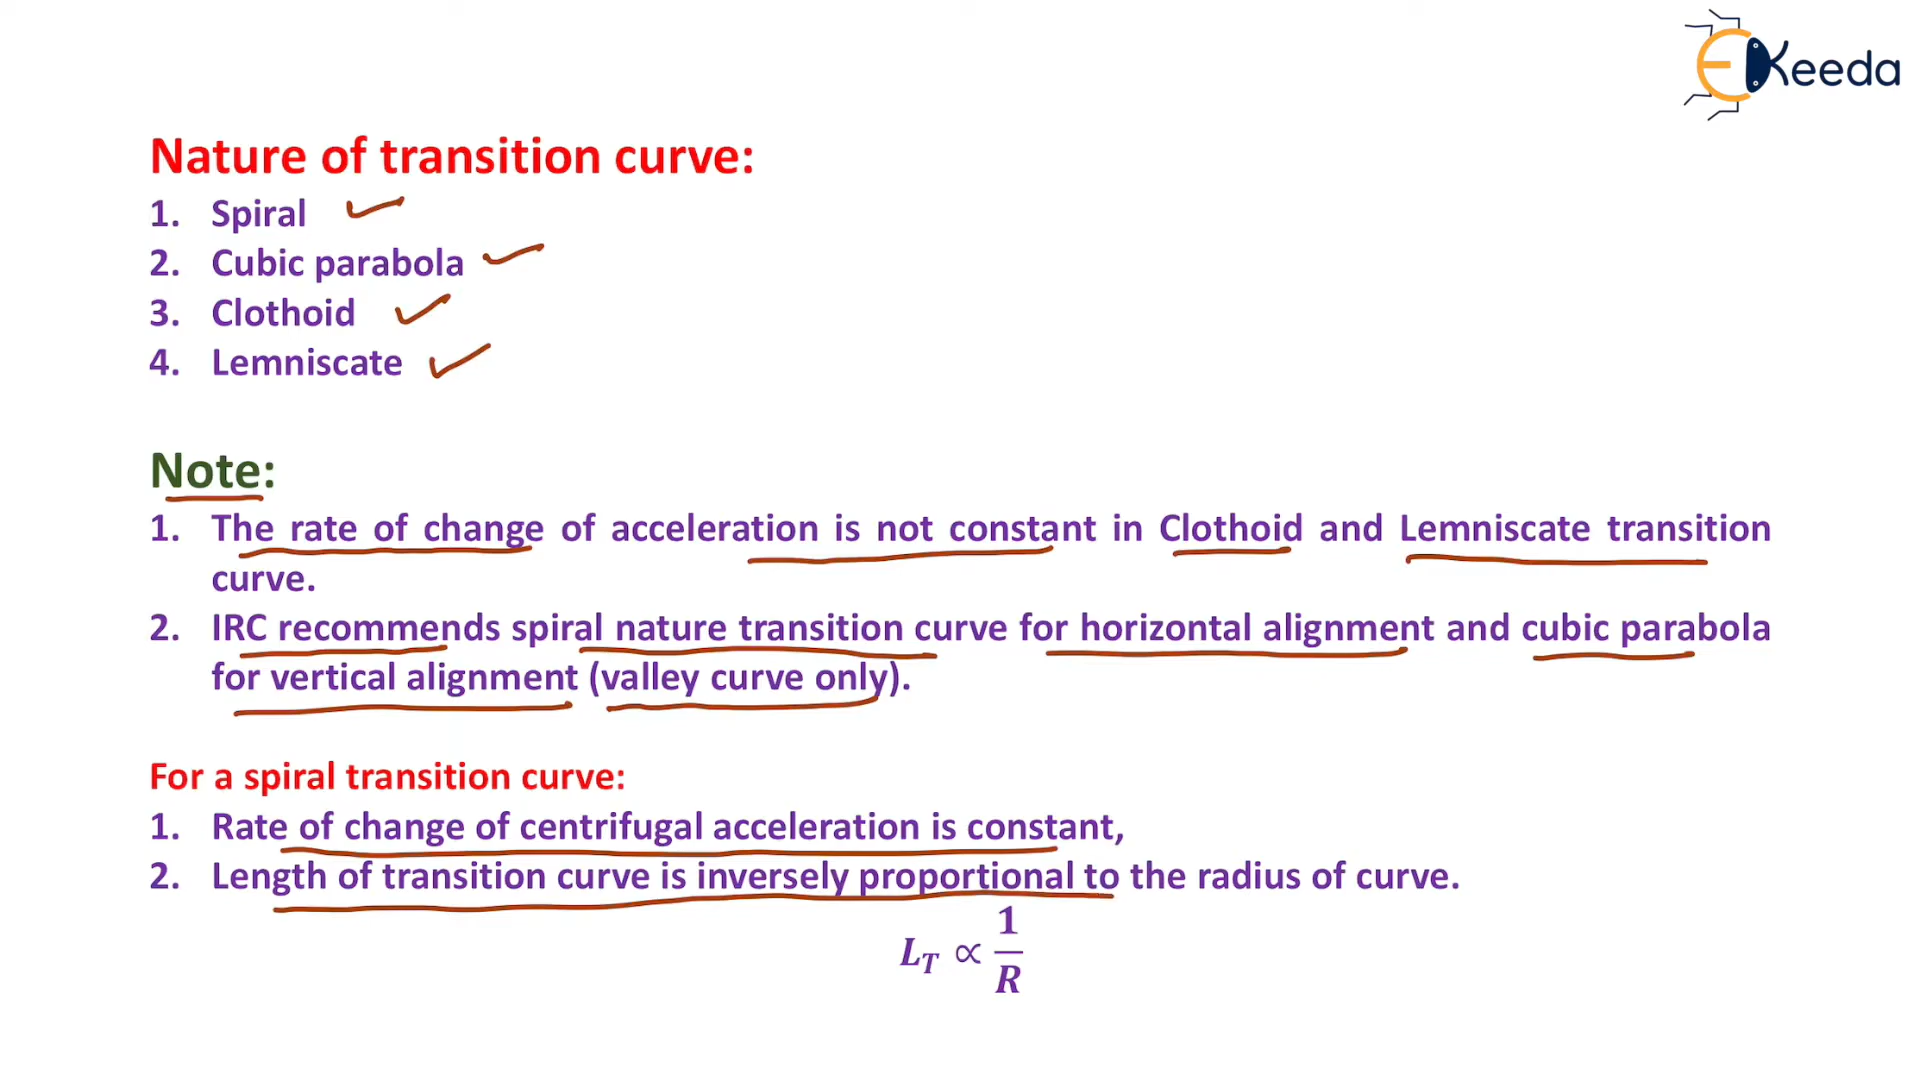 EKeeda
Nature of transition curve:
1. Spiral
2. Cubic parabola
3. Clothoid
4. Lemniscate
Note:
1. The rate of change of acceleration is not constant in Clothoid and Lemniscate transition
curve.
2. IRC recommends spiral nature transition curve for horizontal alignment and cubic parabola
for vertical alignment (valley curve only).
For a spiral transition curve:
1. Rate of change of centrifugal acceleration is constant,
2. Length of transition curve is inversely proportional to the radius of curve.
L_T ∝ 1/R